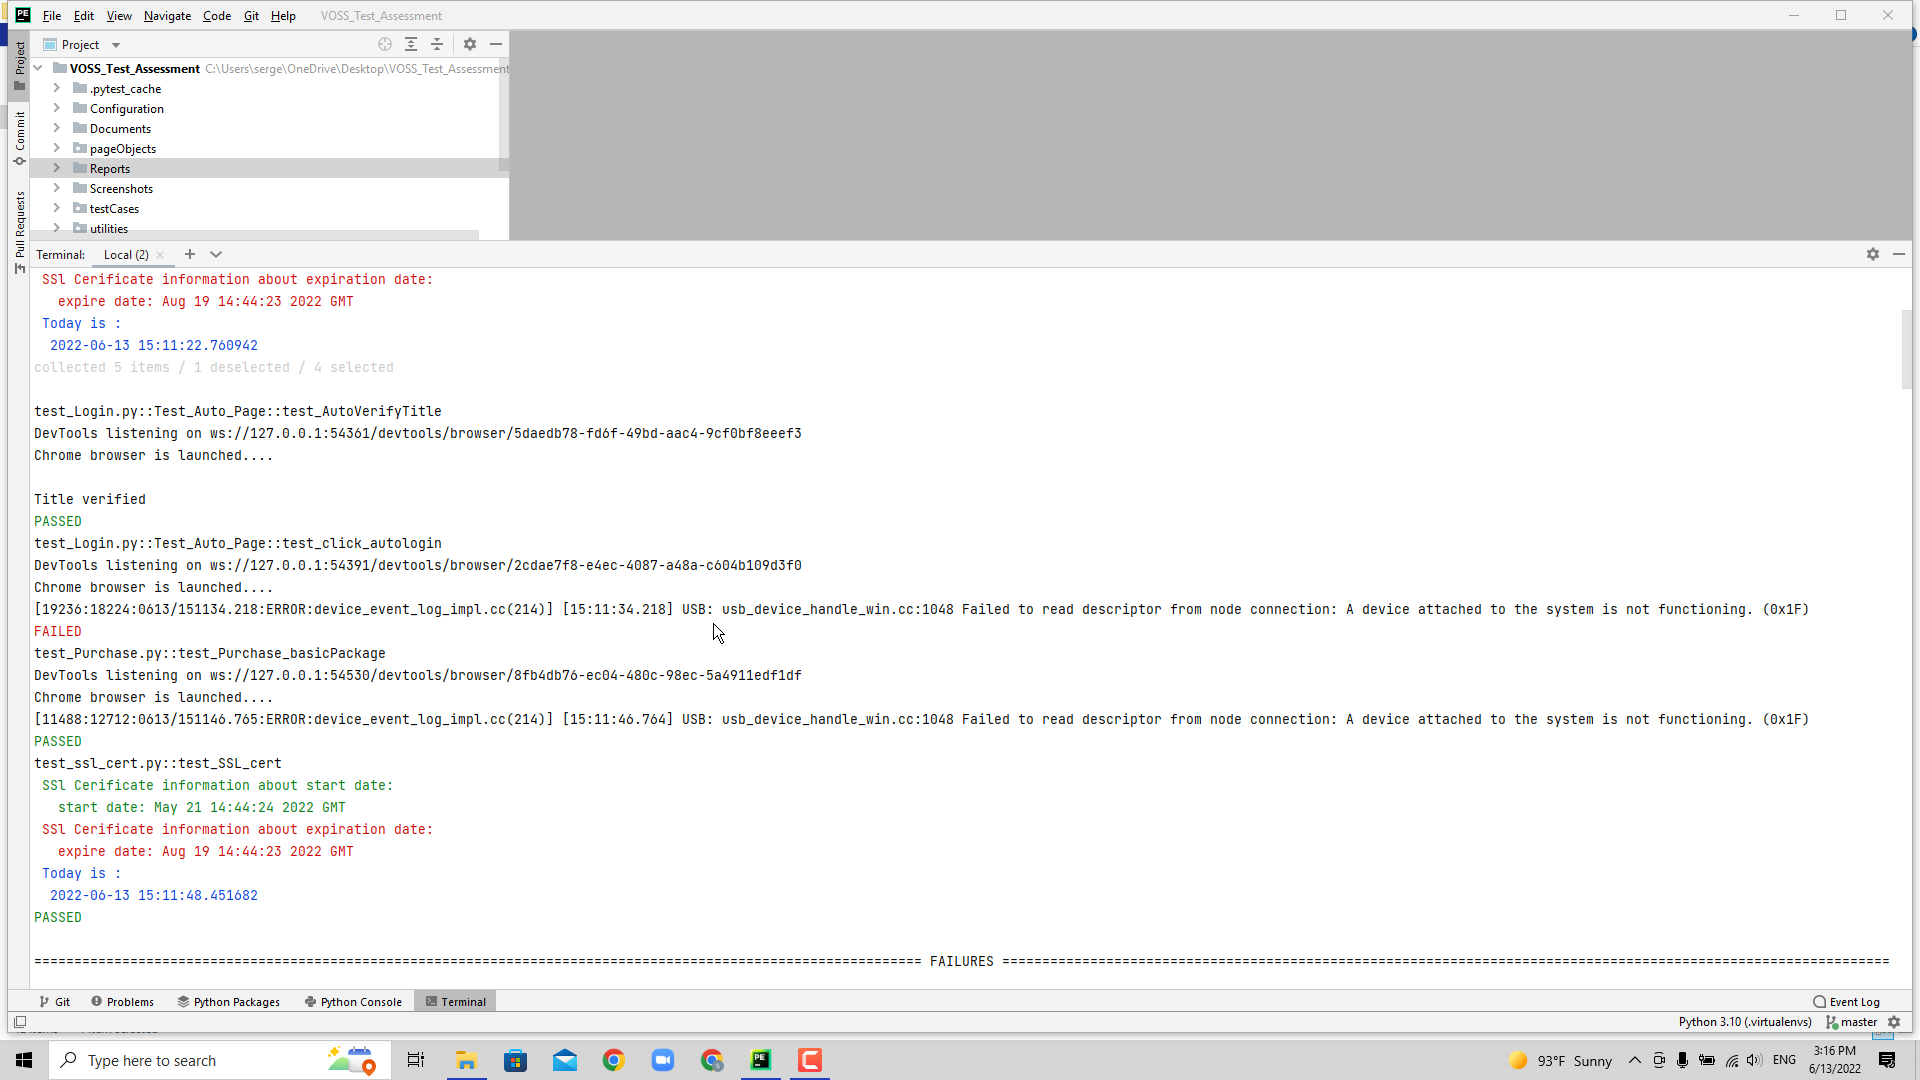 File Edit View Navigate Code Git Help VOSS_Test_Assessment
Project
VOSS_Test_Assessment C:\Users\serge\OneDrive\Desktop\VOSS_Test_Assessment
.pytest_cache
Configuration
Documents
pageObjects
Reports
Screenshots
testCases
utilities
Project
Commit
Pull Requests
Terminal: Local (2)
SSl Cerificate information about expiration date:
expire date: Aug 19 14:44:23 2022 GMT
Today is :
2022-06-13 15:11:22.760942
collected 5 items / 1 deselected / 4 selected
test_Login.py::Test_Auto_Page::test_AutoVerifyTitle
DevTools listening on ws://127.0.0.1:54361/devtools/browser/5daedb78-fd6f-49bd-aac4-9cf0bf8eeef3
Chrome browser is launched....
Title verified
PASSED
test_Login.py::Test_Auto_Page::test_click_autologin
DevTools listening on ws://127.0.0.1:54391/devtools/browser/2cdae7f8-e4ec-4087-a48a-c604b109d3f0
Chrome browser is launched....
[19236:18224:0613/151134.218:ERROR:device_event_log_impl.cc(214)] [15:11:34.218] USB: usb_device_handle_win.cc:1048 Failed to read descriptor from node connection: A device attached to the system is not functioning. (0x1F)
FAILED
test_Purchase.py::test_Purchase_basicPackage
DevTools listening on ws://127.0.0.1:54530/devtools/browser/8fb4db76-ec04-480c-98ec-5a4911edf1df
Chrome browser is launched....
[11488:12712:0613/151146.765:ERROR:device_event_log_impl.cc(214)] [15:11:46.764] USB: usb_device_handle_win.cc:1048 Failed to read descriptor from node connection: A device attached to the system is not functioning. (0x1F)
PASSED
test_ssl_cert.py::test_SSL_cert
SSl Cerificate information about start date:
start date: May 21 14:44:24 2022 GMT
SSl Cerificate information about expiration date:
expire date: Aug 19 14:44:23 2022 GMT
Today is :
2022-06-13 15:11:48.451682
PASSED
=============================================================================================================== FAILURES ===============================================================================================================
Git Problems Python Packages Python Console Terminal Event Log
Python 3.10 (.virtualenvs) master
Type here to search 93°F Sunny ENG 3:16 PM
6/13/2022